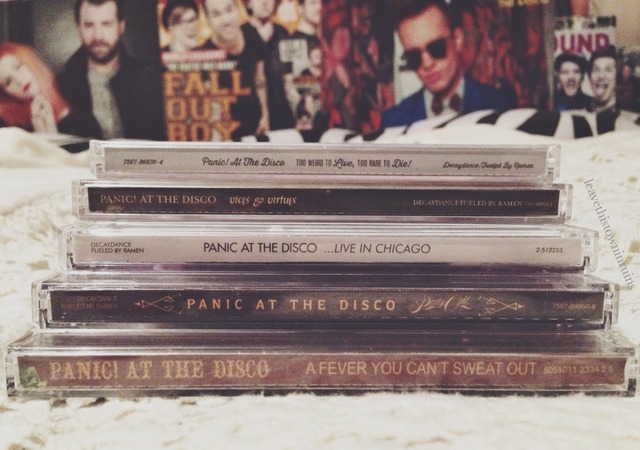 FALL
OUT
BOY
UND
7567-86838-4 Panic! At The Disco TOO WEIRD TO Live, TOO RARE TO Die! Decaydance/Fueled By Ramen
PANIC! AT THE DISCO vices & virtues DECAYDANCE FUELED BY RAMEN
DECAYDANCE
FUELED BY RAMEN PANIC AT THE DISCO ...LIVE IN CHICAGO 2-512253
DECAYDANCE
FUELED BY RAMEN PANIC AT THE DISCO Pretty. Odd.
PANIC! AT THE DISCO A FEVER YOU CAN'T SWEAT OUT
leavethistowninruins